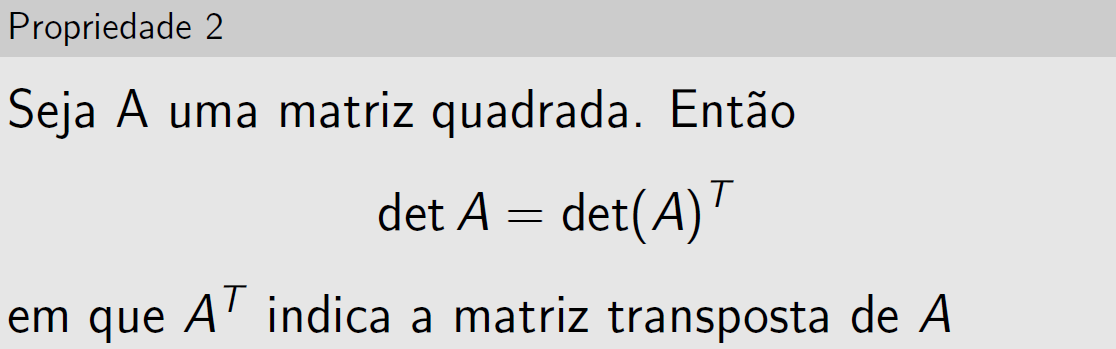 Propriedade 2
Seja A uma matriz quadrada. Então
det A = det(A)^T
em que A^T indica a matriz transposta de A